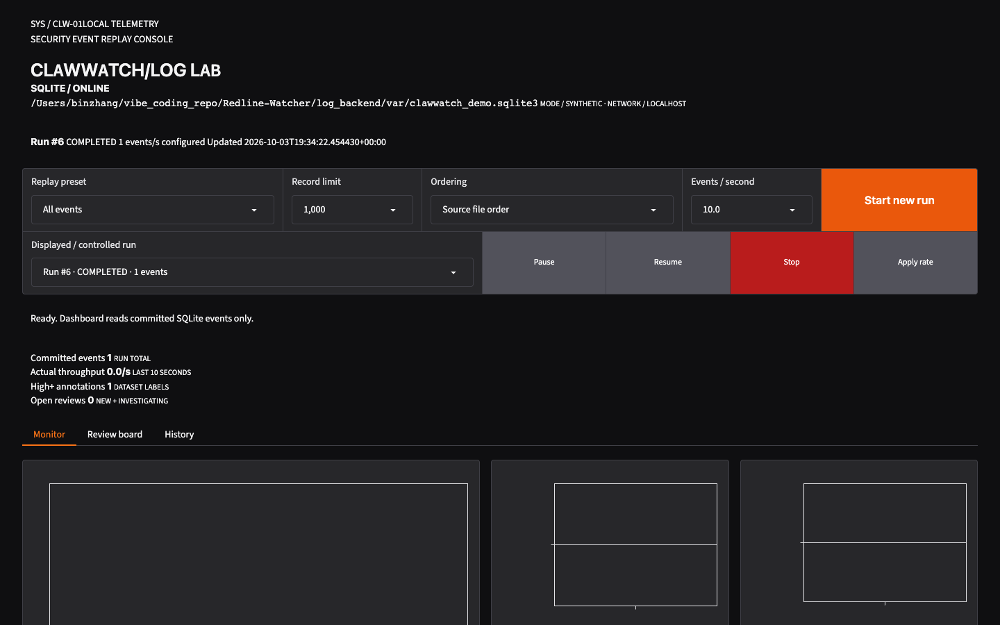 SYS / CLW-01LOCAL TELEMETRY
SECURITY EVENT REPLAY CONSOLE
CLAWWATCH/LOG LAB
SQLITE / ONLINE
/Users/binzhang/vibe_coding_repo/Redline-Watcher/log_backend/var/clawwatch_demo.sqlite3 MODE / SYNTHETIC · NETWORK / LOCALHOST
Run #6 COMPLETED 1 events/s configured Updated 2026-10-03T19:34:22.454430+00:00
Replay preset
All events
Record limit
1,000
Ordering
Source file order
Events / second
10.0
Start new run
Displayed / controlled run
Run #6 · COMPLETED · 1 events
Pause
Resume
Stop
Apply rate
Ready. Dashboard reads committed SQLite events only.
Committed events 1 RUN TOTAL
Actual throughput 0.0/s LAST 10 SECONDS
High+ annotations 1 DATASET LABELS
Open reviews 0 NEW + INVESTIGATING
Monitor
Review board
History